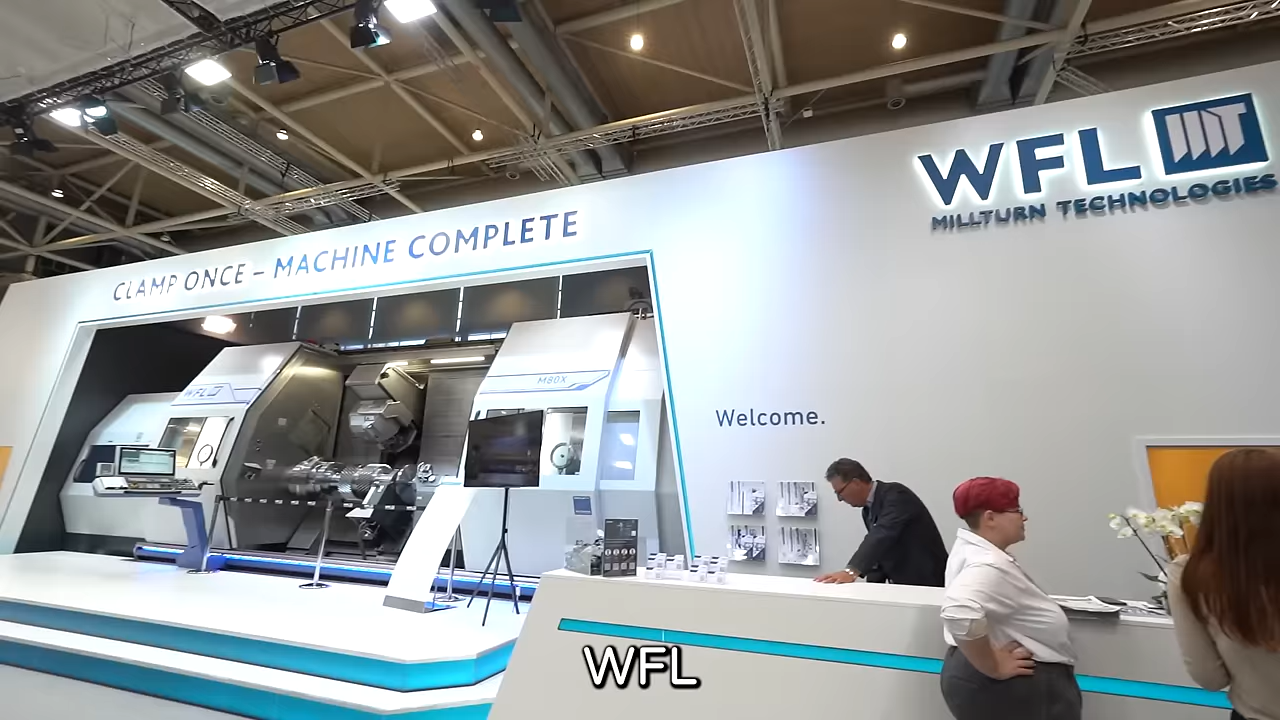 WFL
MILLTURN TECHNOLOGIES
CLAMP ONCE – MACHINE COMPLETE
WFL
M80X
Welcome.
WFL